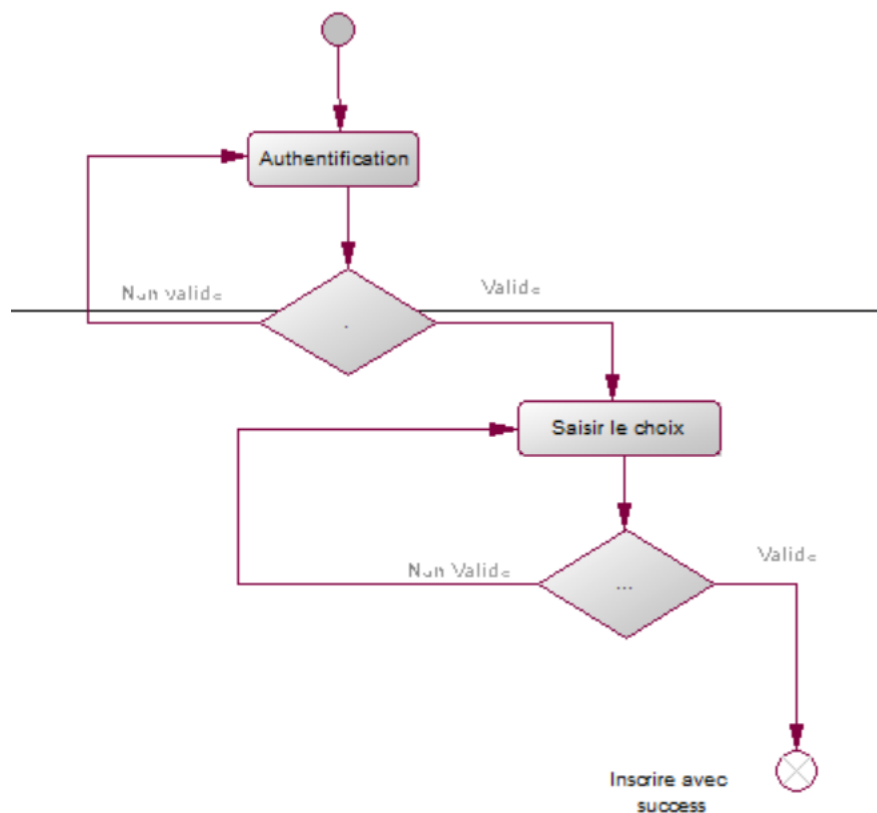 Authentification
Non valide
Valide
.
Saisir le choix
Non Valide
Valide
...
Inscrire avec
success